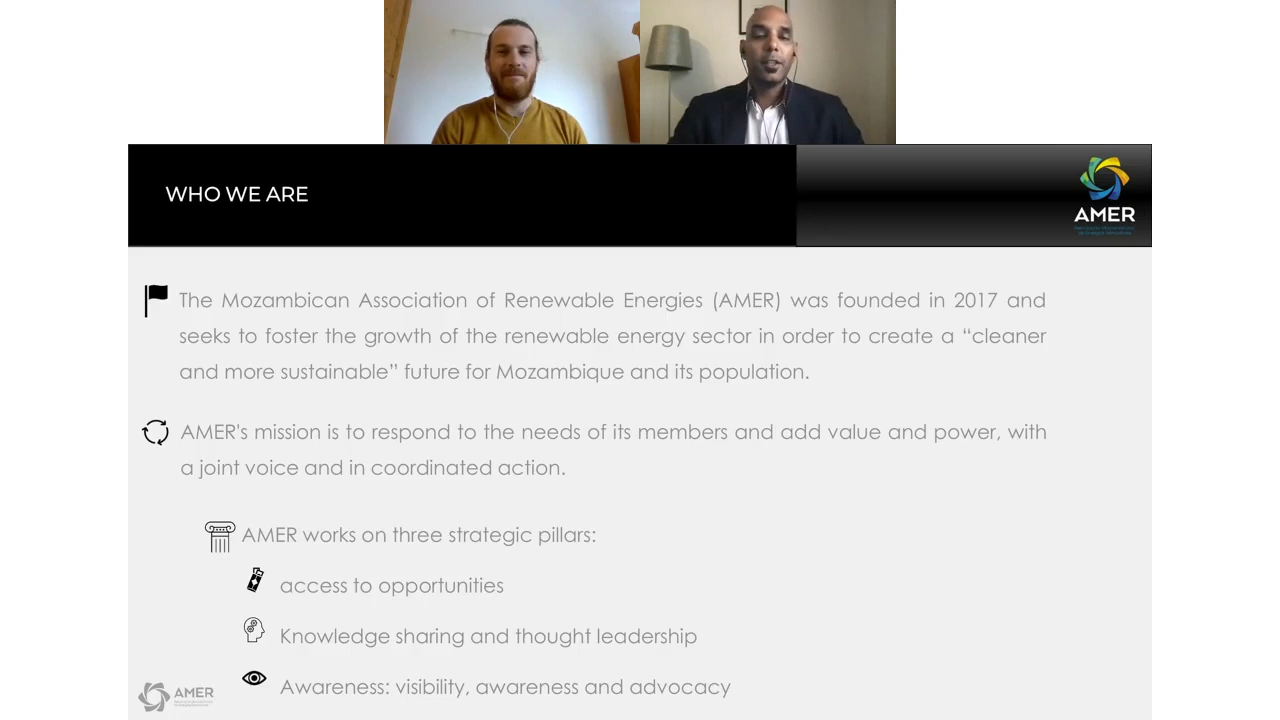 WHO WE ARE
AMER
The Mozambican Association of Renewable Energies (AMER) was founded in 2017 and
seeks to foster the growth of the renewable energy sector in order to create a “cleaner
and more sustainable” future for Mozambique and its population.
AMER's mission is to respond to the needs of its members and add value and power, with
a joint voice and in coordinated action.
AMER works on three strategic pillars:
access to opportunities
Knowledge sharing and thought leadership
Awareness: visibility, awareness and advocacy
AMER